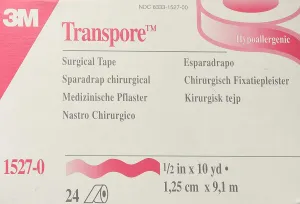 NDC 8333-1527-00
3M
Transpore™
Hypoallergenic
Surgical Tape
Esparadrapo
Sparadrap chirurgical
Chirurgisch Fixatiepleister
Medizinische Pflaster
Kirurgisk tejp
Nastro Chirurgico
1527-0
1/2 in x 10 yd •
24
1,25 cm x 9,1 m